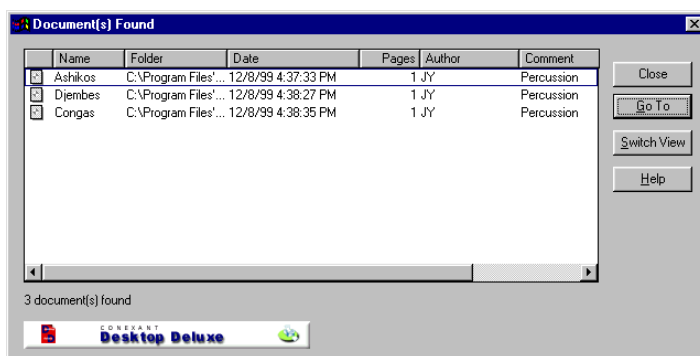 Document(s) Found
Name Folder Date Pages Author Comment
Ashikos C:\Program Files'... 12/8/99 4:37:33 PM 1 JY Percussion
Djembes C:\Program Files'... 12/8/99 4:38:27 PM 1 JY Percussion
Congas C:\Program Files'... 12/8/99 4:38:35 PM 1 JY Percussion
Close
Go To
Switch View
Help
3 document(s) found
CONEXANT
Desktop Deluxe